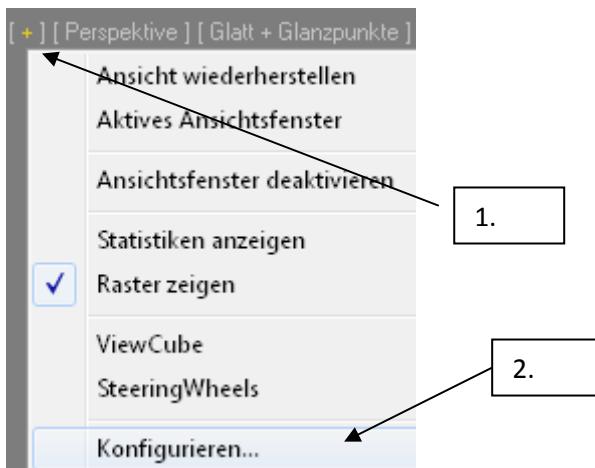 [ + ] [ Perspektive ] [ Glatt + Glanzpunkte ]
Ansicht wiederherstellen
Aktives Ansichtsfenster
Ansichtsfenster deaktivieren
1.
Statistiken anzeigen
Raster zeigen
ViewCube
2.
SteeringWheels
Konfigurieren...